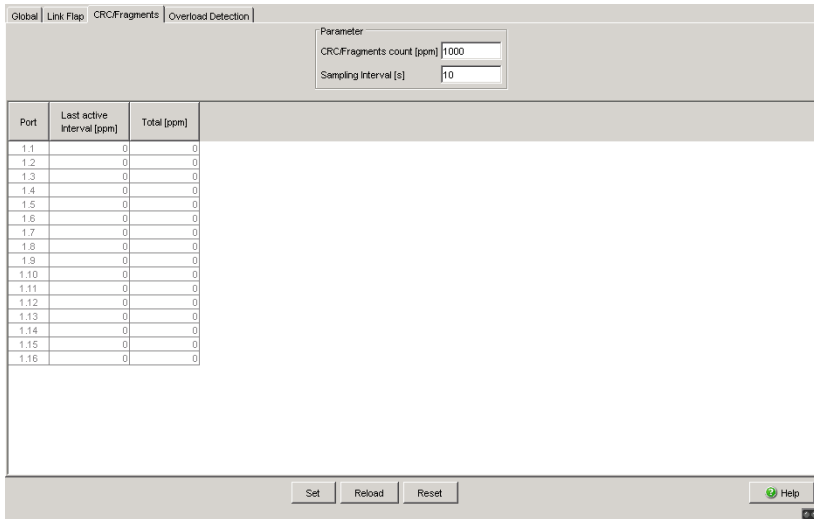 Global Link Flap CRC/Fragments Overload Detection
Parameter
CRC/Fragments count [ppm] 1000
Sampling Interval [s] 10
Port Last active Interval [ppm] Total [ppm]
1.1 0 0
1.2 0 0
1.3 0 0
1.4 0 0
1.5 0 0
1.6 0 0
1.7 0 0
1.8 0 0
1.9 0 0
1.10 0 0
1.11 0 0
1.12 0 0
1.13 0 0
1.14 0 0
1.15 0 0
1.16 0 0
Set Reload Reset Help